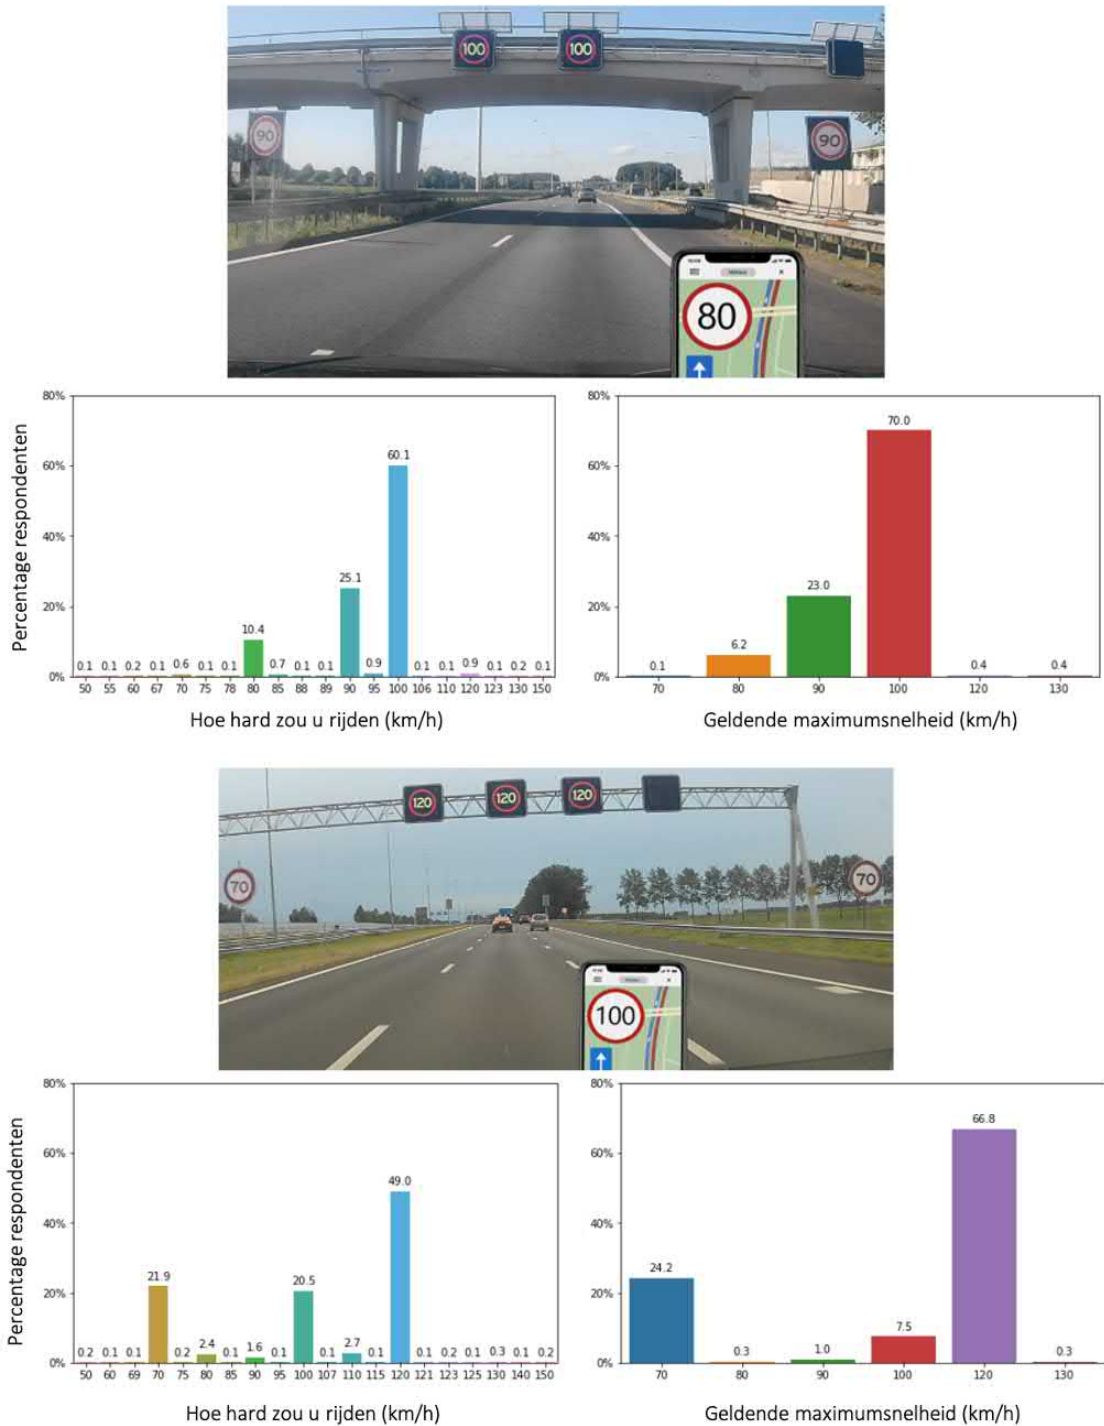 100 100
90 90
80
80%
60%
40%
20%
0%
Percentage respondenten
0.1 0.1 0.2 0.1 0.6 0.1 0.1 10.4 0.7 0.1 0.1 25.1 0.9 60.1 0.1 0.1 0.9 0.1 0.2 0.1
50 55 60 67 70 75 78 80 85 88 89 90 95 100 106 110 120 123 130 150
Hoe hard zou u rijden (km/h)
80%
60%
40%
20%
0%
0.1 6.2 23.0 70.0 0.4 0.4
70 80 90 100 120 130
Geldende maximumsnelheid (km/h)
120 120 120
70 70
100
80%
60%
40%
20%
0%
Percentage respondenten
0.2 0.1 0.1 21.9 0.2 2.4 0.1 1.6 0.1 20.5 0.1 2.7 0.1 49.0 0.1 0.2 0.1 0.3 0.1 0.2
50 60 69 70 75 80 85 90 95 100 107 110 115 120 121 123 125 130 140 150
Hoe hard zou u rijden (km/h)
80%
60%
40%
20%
0%
24.2 0.3 1.0 7.5 66.8 0.3
70 80 90 100 120 130
Geldende maximumsnelheid (km/h)